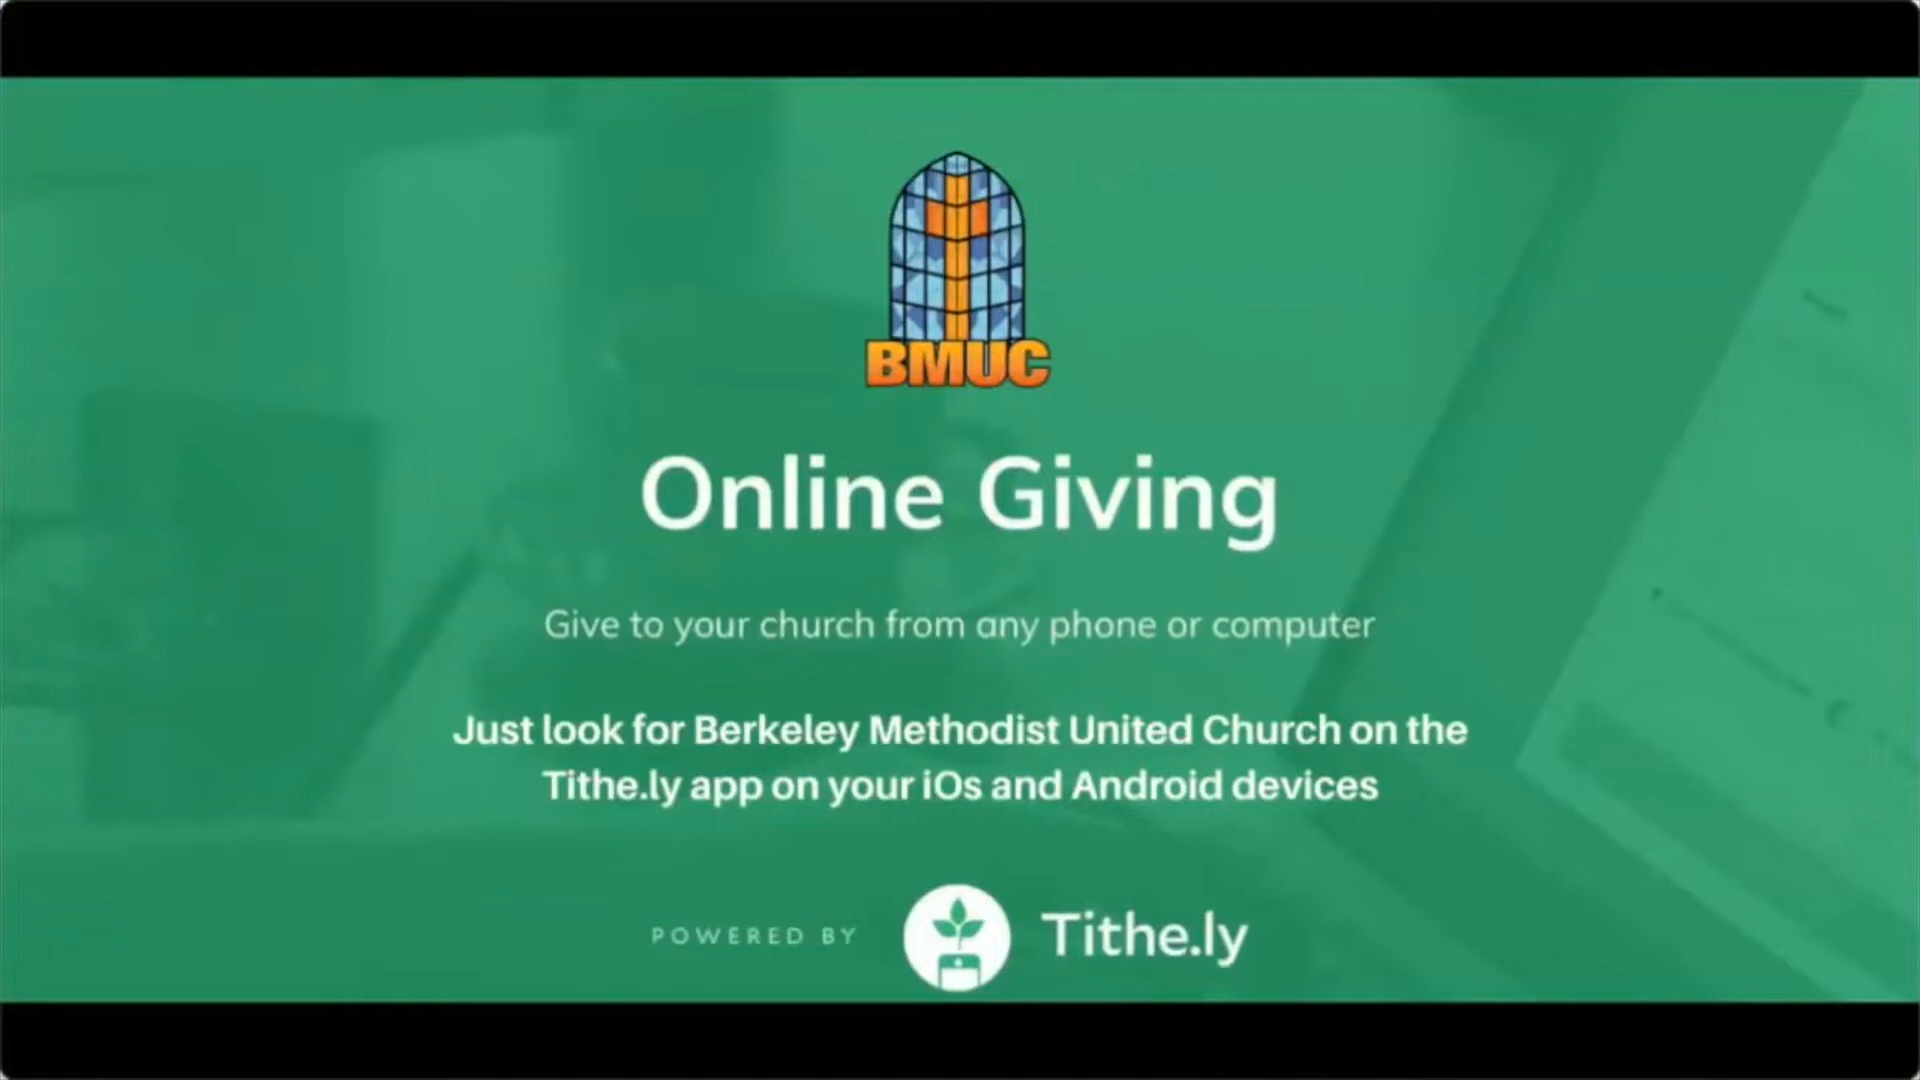 BMUC
Online Giving
Give to your church from any phone or computer
Just look for Berkeley Methodist United Church on the
Tithe.ly app on your iOs and Android devices
POWERED BY Tithe.ly